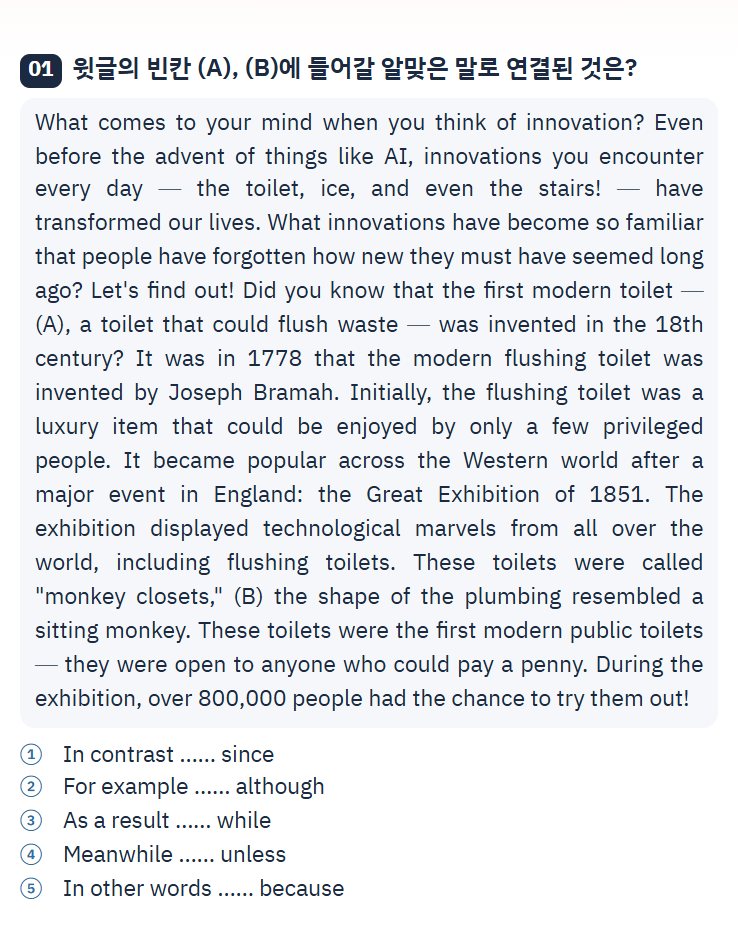 01 윗글의 빈칸 (A), (B)에 들어갈 알맞은 말로 연결된 것은?
What comes to your mind when you think of innovation? Even
before the advent of things like AI, innovations you encounter
every day — the toilet, ice, and even the stairs! — have
transformed our lives. What innovations have become so familiar
that people have forgotten how new they must have seemed long
ago? Let's find out! Did you know that the first modern toilet —
(A), a toilet that could flush waste — was invented in the 18th
century? It was in 1778 that the modern flushing toilet was
invented by Joseph Bramah. Initially, the flushing toilet was a
luxury item that could be enjoyed by only a few privileged
people. It became popular across the Western world after a
major event in England: the Great Exhibition of 1851. The
exhibition displayed technological marvels from all over the
world, including flushing toilets. These toilets were called
"monkey closets," (B) the shape of the plumbing resembled a
sitting monkey. These toilets were the first modern public toilets
— they were open to anyone who could pay a penny. During the
exhibition, over 800,000 people had the chance to try them out!
① In contrast ...... since
② For example ...... although
③ As a result ...... while
④ Meanwhile ...... unless
⑤ In other words ...... because